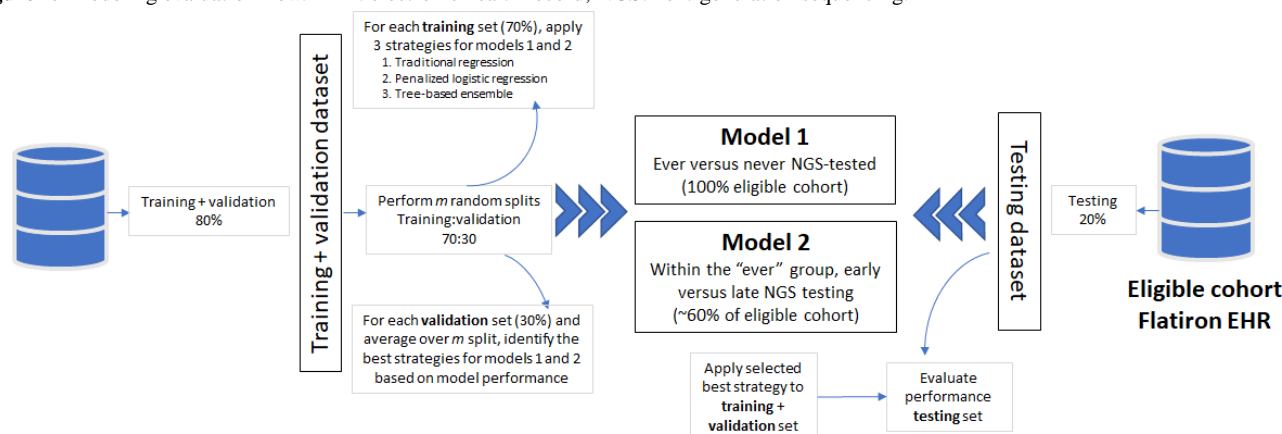 For each training set (70%), apply
3 strategies for models 1 and 2
1. Traditional regression
2. Penalized logistic regression
3. Tree-based ensemble
Training + validation
80%
Training + validation dataset
Perform m random splits
Training:validation
70:30
For each validation set (30%) and
average over m split, identify the
best strategies for models 1 and 2
based on model performance
Model 1
Ever versus never NGS-tested
(100% eligible cohort)
Model 2
Within the “ever” group, early
versus late NGS testing
(~60% of eligible cohort)
Apply selected
best strategy to
training +
validation set
Evaluate
performance
testing set
Testing dataset
Testing
20%
Eligible cohort
Flatiron EHR